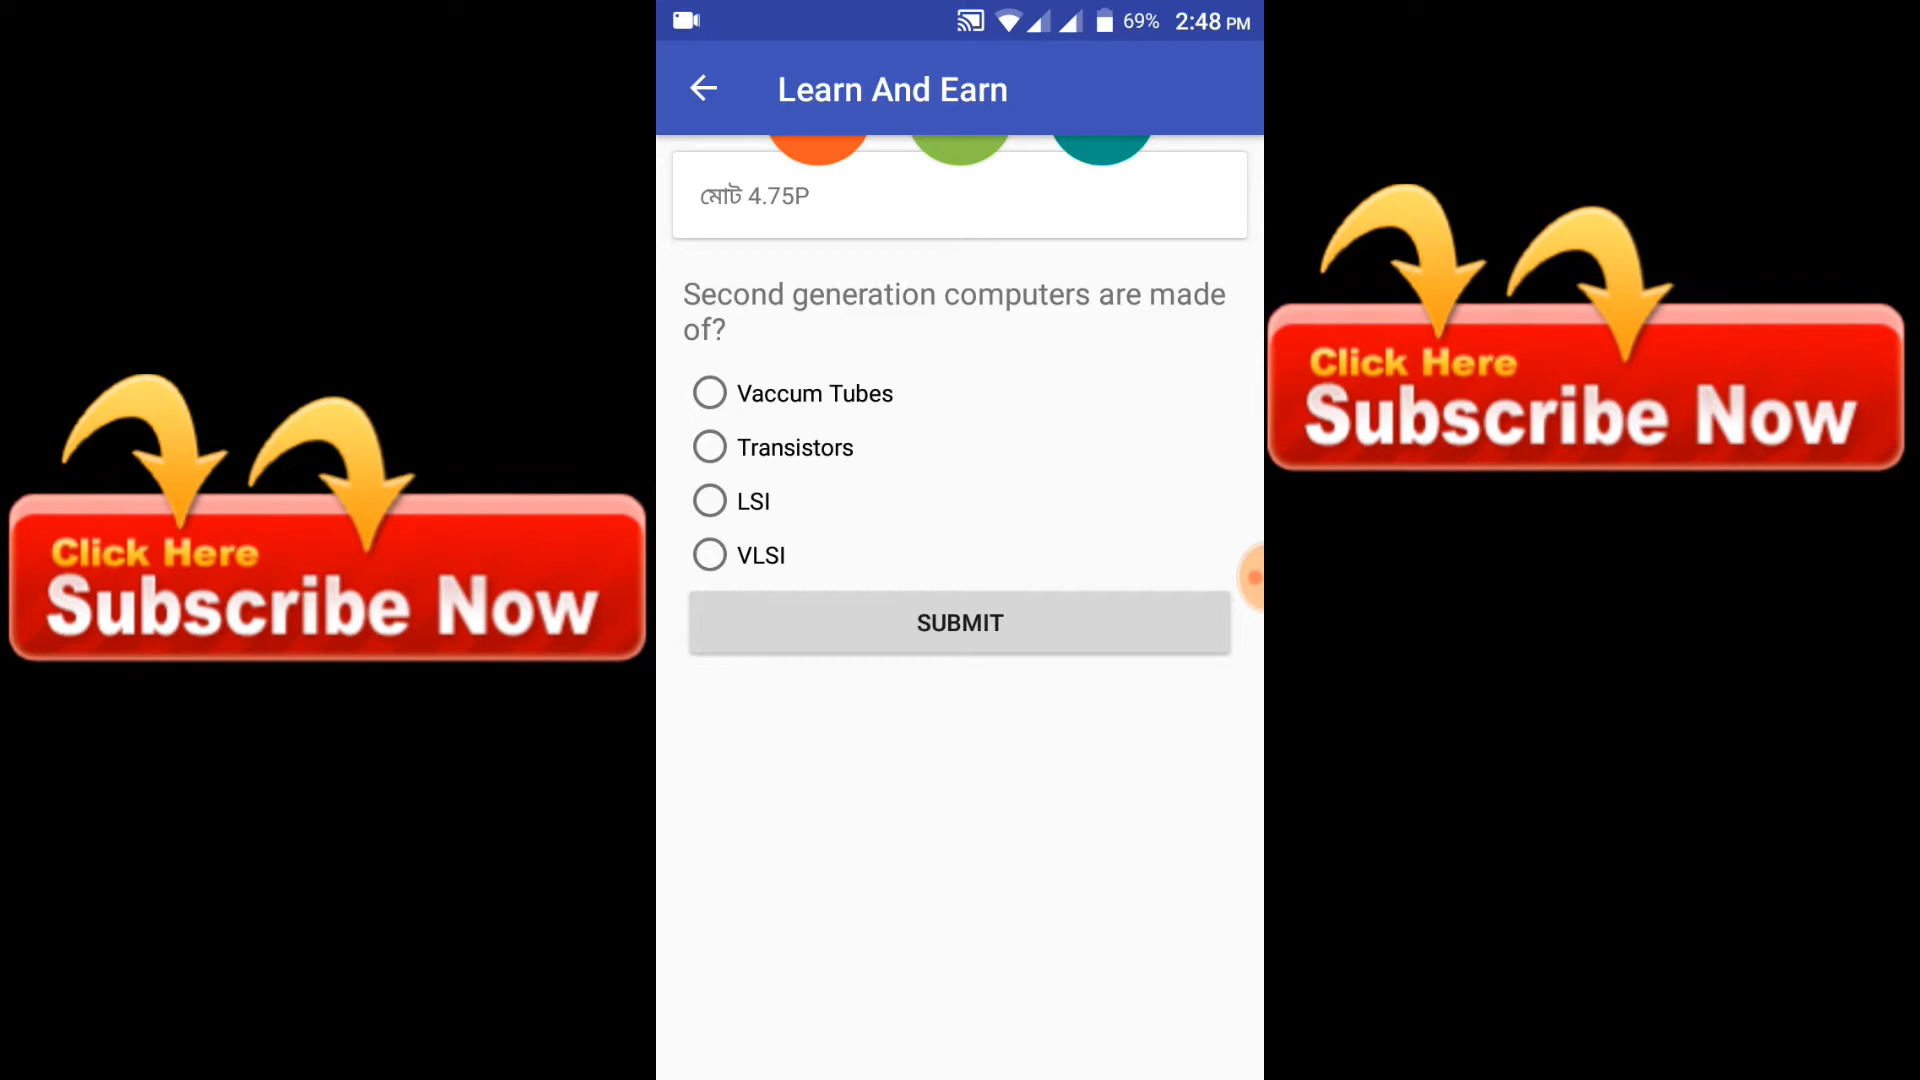 69% 2:48 PM
Learn And Earn
মোট 4.75P
Second generation computers are made
of?
Vaccum Tubes
Transistors
LSI
VLSI
SUBMIT
Click Here
Subscribe Now
Click Here
Subscribe Now